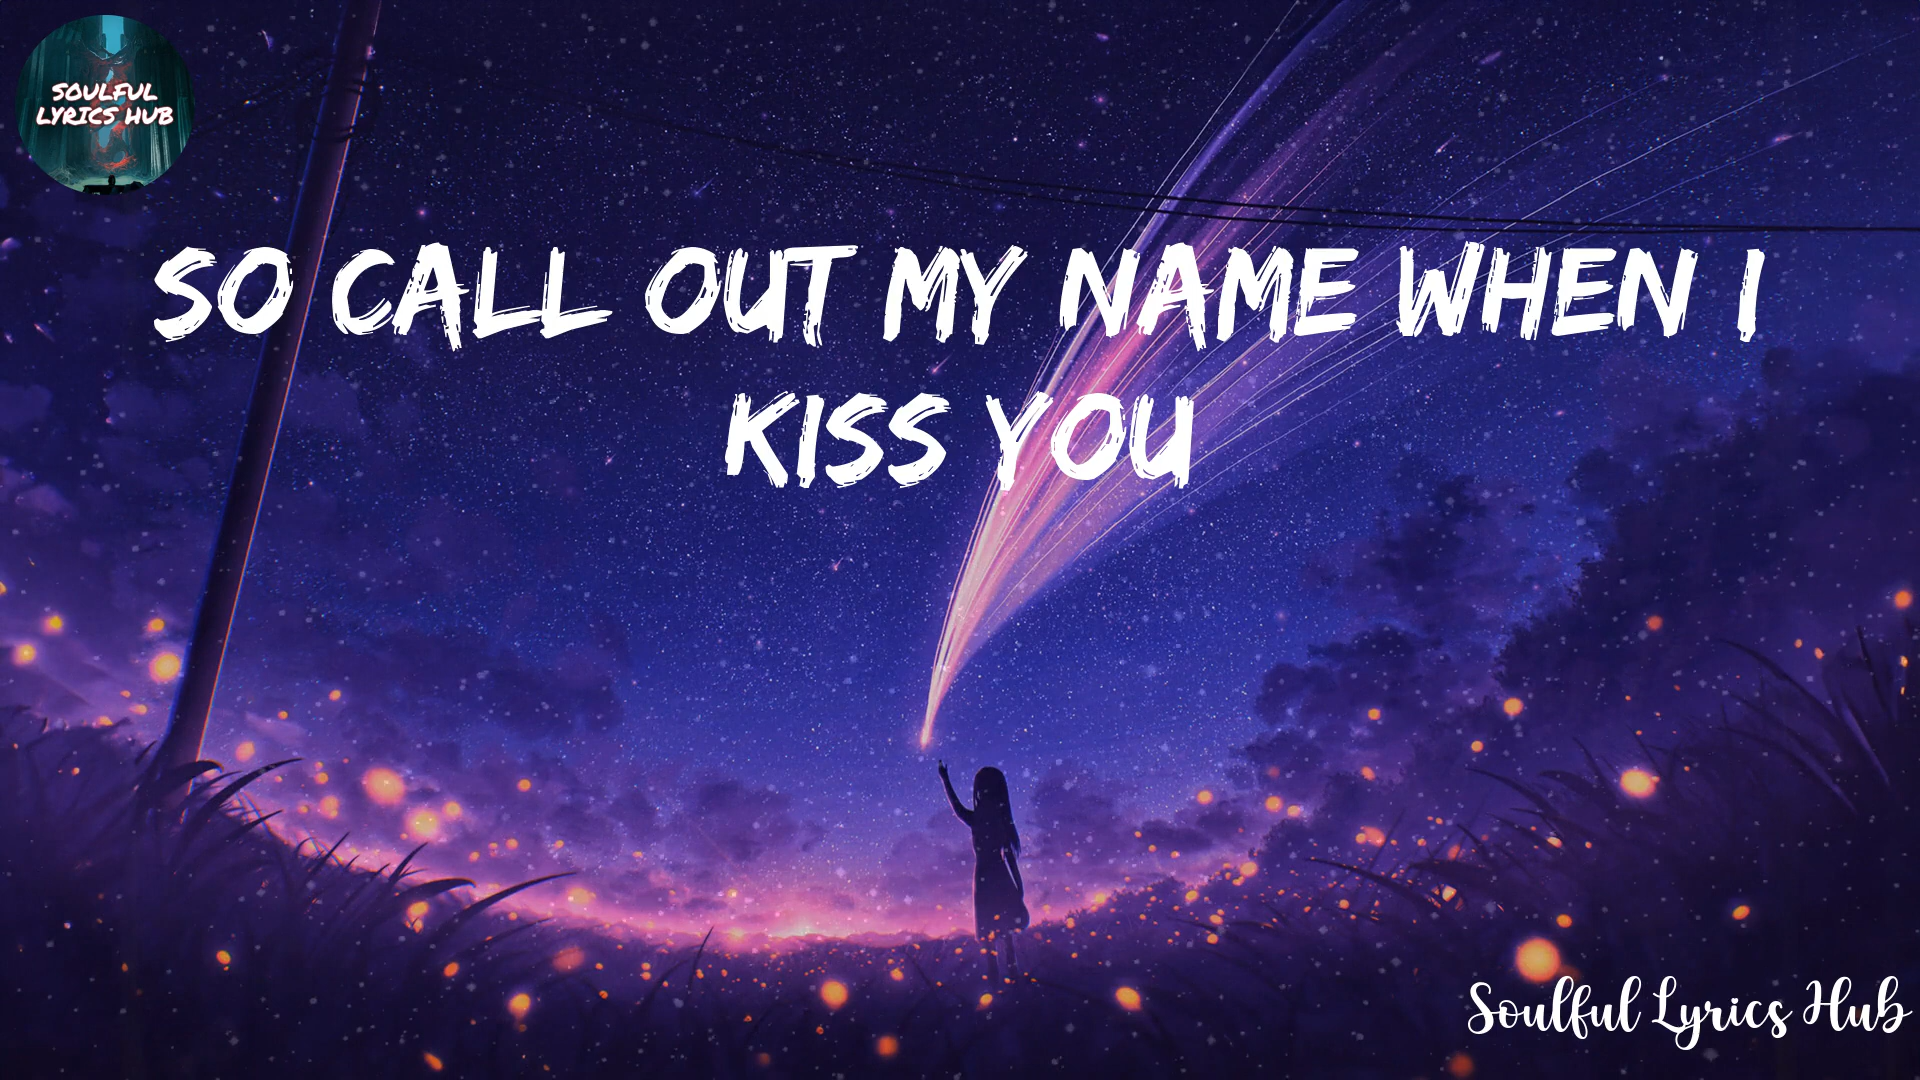 SOULFUL
LYRICS HUB
SO CALL OUT MY NAME WHEN I
KISS YOU
Soulful Lyrics Hub